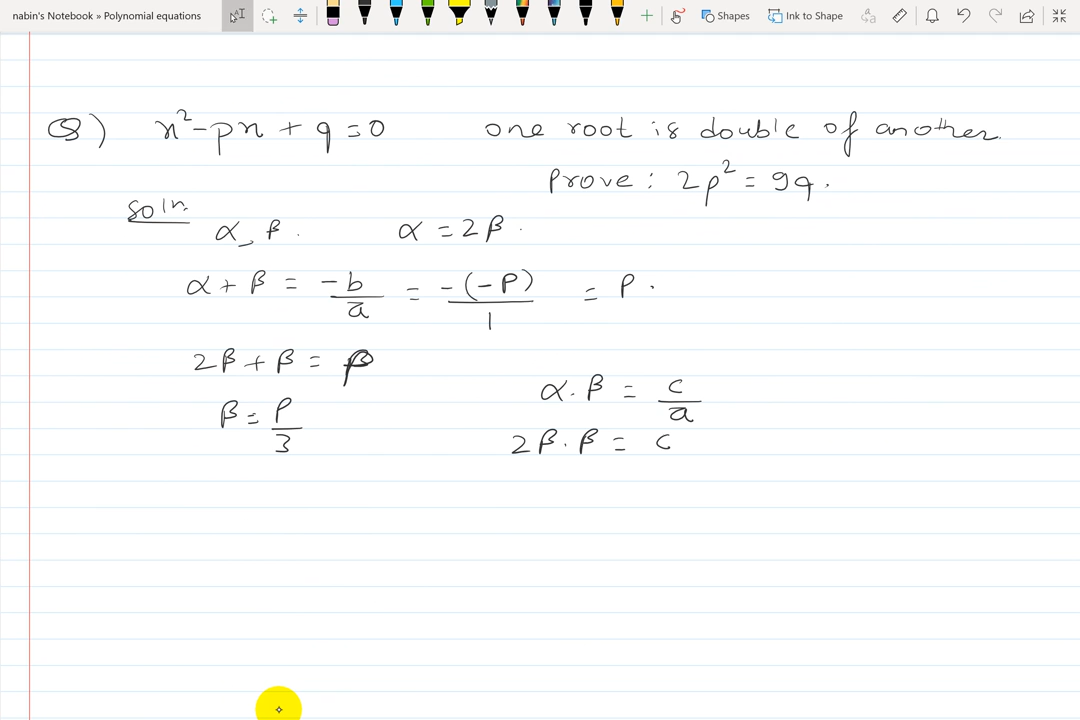 nabin's Notebook » Polynomial equations Shapes Ink to Shape
Q) x² - px + q = 0 one root is double of another.
Prove: 2p² = 9q.
Soln.
α, β. α = 2β.
α + β = -b/a = -(-P)/1 = P.
2β + β = p
β = P/3
α . β = c/a
2β . β = c